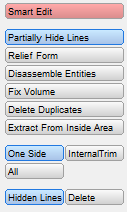 Smart Edit
Partially Hide Lines
Relief Form
Disassemble Entities
Fix Volume
Delete Duplicates
Extract From Inside Area
One Side InternalTrim
All
Hidden Lines Delete